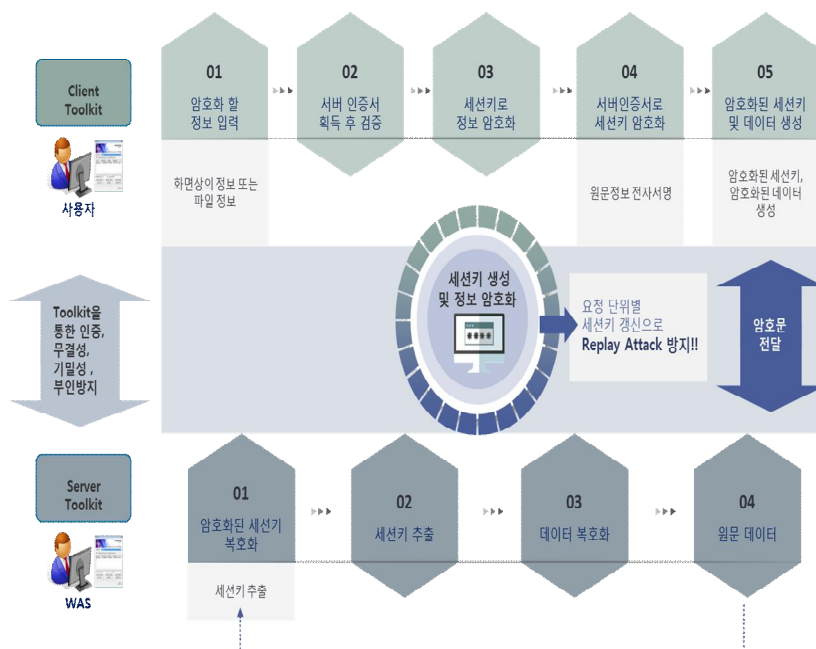 Client
Toolkit
사용자
01
암호화 할
정보 입력
화면상이 정보 또는
파일 정보
02
서버 인증서
획득 후 검증
03
세션키로
정보 암호화
04
서버인증서로
세션키 암호화
원문정보 전사서명
05
암호화된 세션키
및 데이터 생성
암호화된 세션키,
암호화된 데이터
생성
Toolkit을
통한 인증,
무결성,
기밀성 ,
부인방지
세션키 생성
및 정보 암호화
****
요정 단위별
세션키 갱신으로
Replay Attack 방지!!
암호문
전달
Server
Toolkit
WAS
01
암호화된 세션기
복호화
세션키 추출
02
세션키 추출
03
데이터 복호화
04
원문 데이터